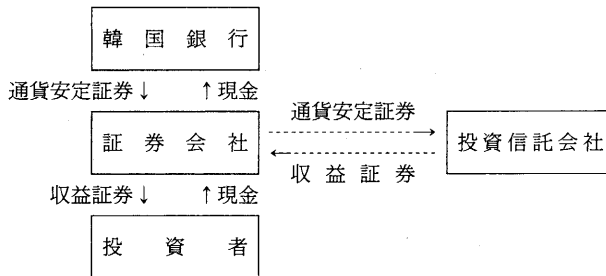 韓国銀行
通貨安定証券↓ ↑現金
通貨安定証券
証券会社 投資信託会社
収益証券
収益証券↓ ↑現金
投資者